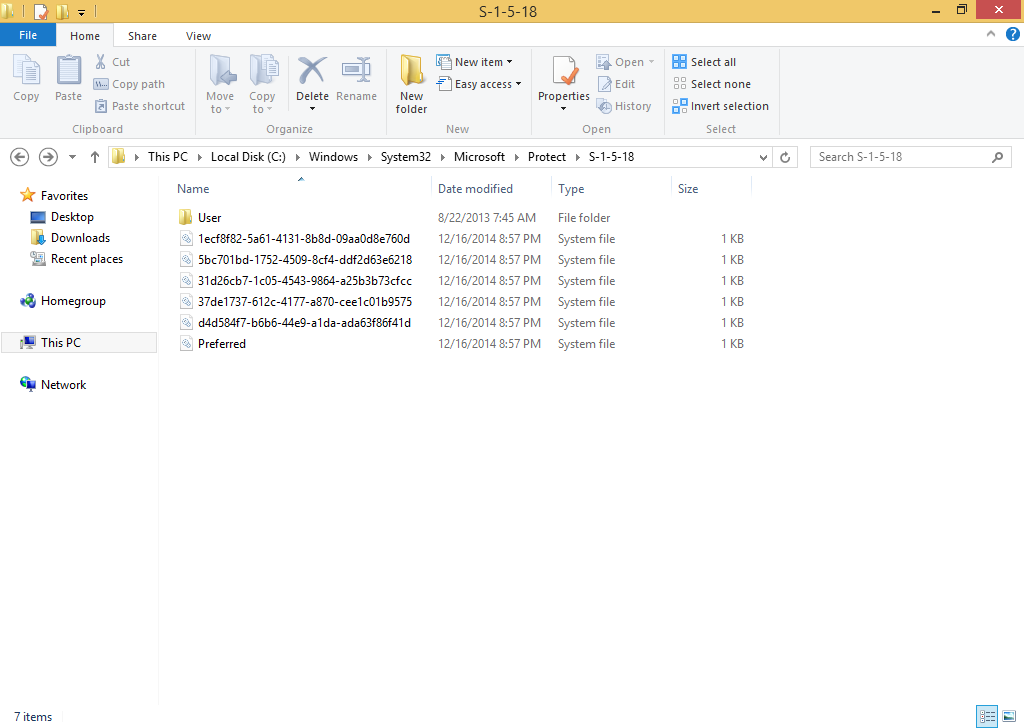 S-1-5-18
File Home Share View
Copy Paste Cut Copy path Paste shortcut Move to Copy to Delete Rename New folder New item Easy access Properties Open Edit History Select all Select none Invert selection
Clipboard Organize New Open Select
This PC Local Disk (C:) Windows System32 Microsoft Protect S-1-5-18 Search S-1-5-18
Favorites
Desktop
Downloads
Recent places
Homegroup
This PC
Network
Name Date modified Type Size
User 8/22/2013 7:45 AM File folder
1ecf8f82-5a61-4131-8b8d-09aa0d8e760d 12/16/2014 8:57 PM System file 1 KB
5bc701bd-1752-4509-8cf4-ddf2d63e6218 12/16/2014 8:57 PM System file 1 KB
31d26cb7-1c05-4543-9864-a25b3b73cfcc 12/16/2014 8:57 PM System file 1 KB
37de1737-612c-4177-a870-cee1c01b9575 12/16/2014 8:57 PM System file 1 KB
d4d584f7-b6b6-44e9-a1da-ada63f86f41d 12/16/2014 8:57 PM System file 1 KB
Preferred 12/16/2014 8:57 PM System file 1 KB
7 items